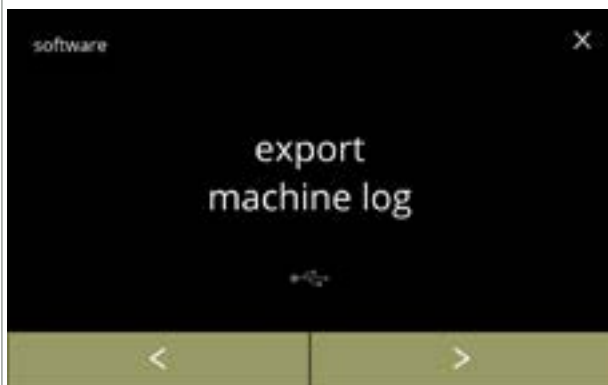 software
×
export
machine log
< >